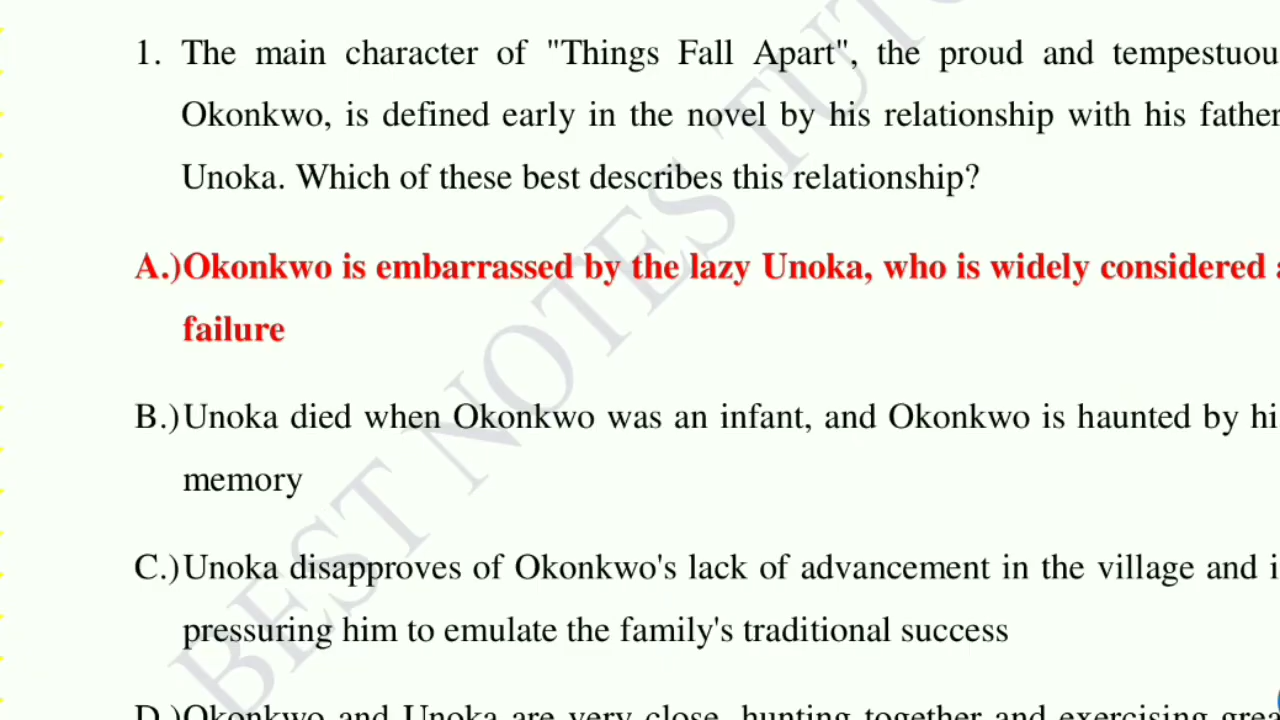 1. The main character of "Things Fall Apart", the proud and tempestuou
Okonkwo, is defined early in the novel by his relationship with his father
Unoka. Which of these best describes this relationship?
A.)Okonkwo is embarrassed by the lazy Unoka, who is widely considered a
failure
B.)Unoka died when Okonkwo was an infant, and Okonkwo is haunted by hi
memory
C.)Unoka disapproves of Okonkwo's lack of advancement in the village and i
pressuring him to emulate the family's traditional success
D.)Okonkwo and Unoka are very close, hunting together and exercising grea
BEST NOTES TUTO